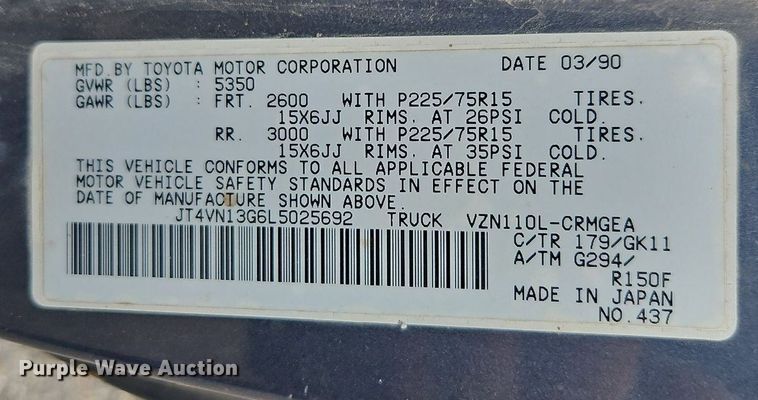 MFD. BY TOYOTA MOTOR CORPORATION DATE 03/90
GVWR (LBS) : 5350
GAWR (LBS) : FRT. 2600 WITH P225/75R15 TIRES.
15X6JJ RIMS. AT 26PSI COLD.
RR. 3000 WITH P225/75R15 TIRES.
15X6JJ RIMS. AT 35PSI COLD.
THIS VEHICLE CONFORMS TO ALL APPLICABLE FEDERAL
MOTOR VEHICLE SAFETY STANDARDS IN EFFECT ON THE
DATE OF MANUFACTURE SHOWN ABOVE.
JT4VN13G6L5025692 TRUCK VZN110L-CRMGEA
C/TR 179/GK11
A/TM G294/
R150F
MADE IN JAPAN
NO. 437
Purple Wave Auction
purplewave.com